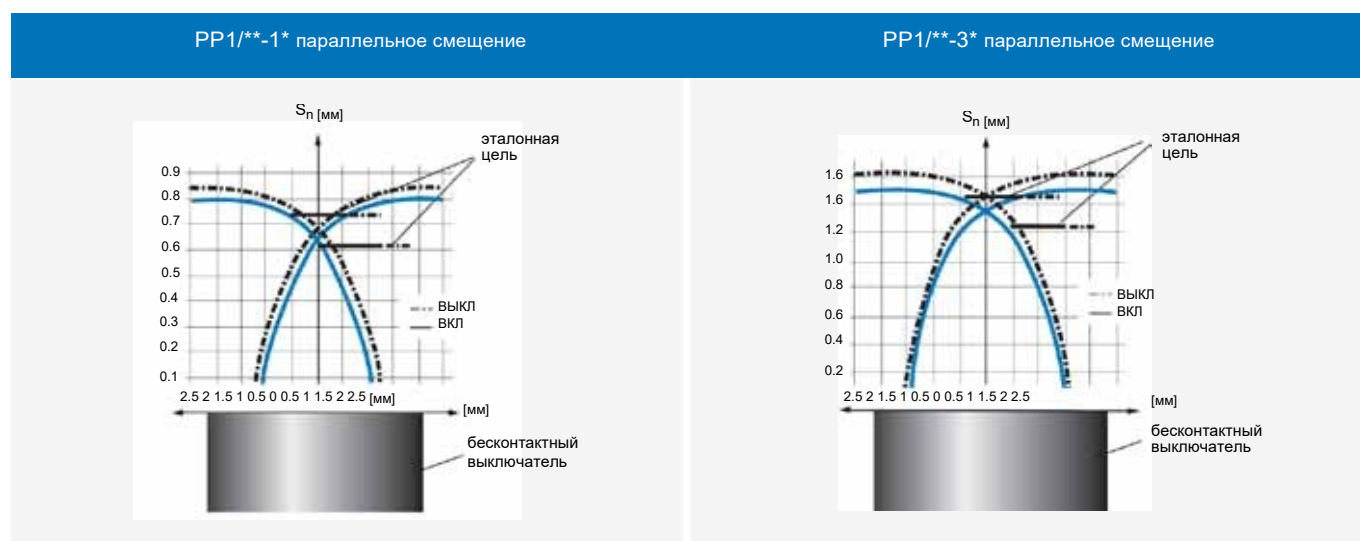 PP1/**-1* параллельное смещение
Sn [мм]
эталонная
цель
0.9
0.8
0.7
0.6
0.5
0.4
0.3
0.2
0.1
ВЫКЛ
ВКЛ
2.5 2 1.5 1 0.5 0 0.5 1 1.5 2 2.5 [мм]
[мм]
бесконтактный
выключатель
PP1/**-3* параллельное смещение
Sn [мм]
эталонная
цель
1.6
1.6
1.2
1.0
0.8
0.6
0.4
0.2
ВЫКЛ
ВКЛ
2.5 2 1.5 1 0.5 0 0.5 1 1.5 2 2.5
[мм]
бесконтактный
выключатель